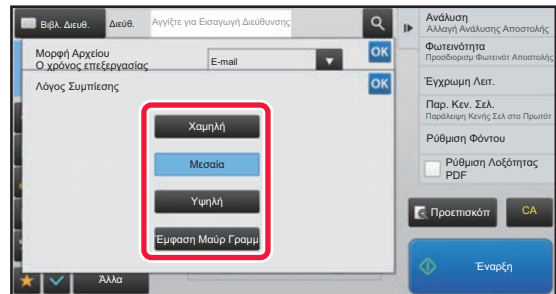 Βιβλ. Διευθ.
Διεύθ.
Αγγίξτε για Εισαγωγή Διεύθυνσης
Μορφή Αρχείου
Ο χρόνος επεξεργασίας
E-mail
OK
Λόγος Συμπίεσης
OK
Χαμηλή
Μεσαία
Υψηλή
Έμφαση Μαύρ Γραμμ
Άλλα
Ανάλυση
Αλλαγή Ανάλυσης Αποστολής
Φωτεινότητα
Προσδιορισμ Φωτεινότ Αποστολής
Έγχρωμη Λειτ.
Παρ. Κεν. Σελ.
Παράλειψη Κενής Σελ στο Πρωτότ
Ρύθμιση Φόντου
Ρύθμιση Λοξότητας
PDF
Προεπισκόπ
CA
Έναρξη